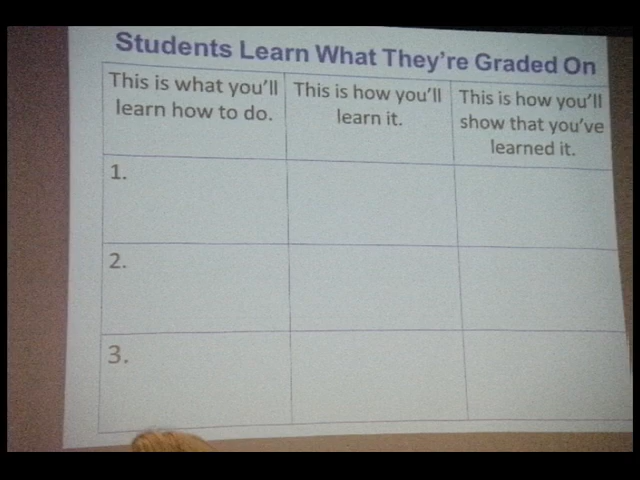 Students Learn What They're Graded On
This is what you'll
learn how to do.
This is how you'll
learn it.
This is how you'll
show that you've
learned it.
1.
2.
3.